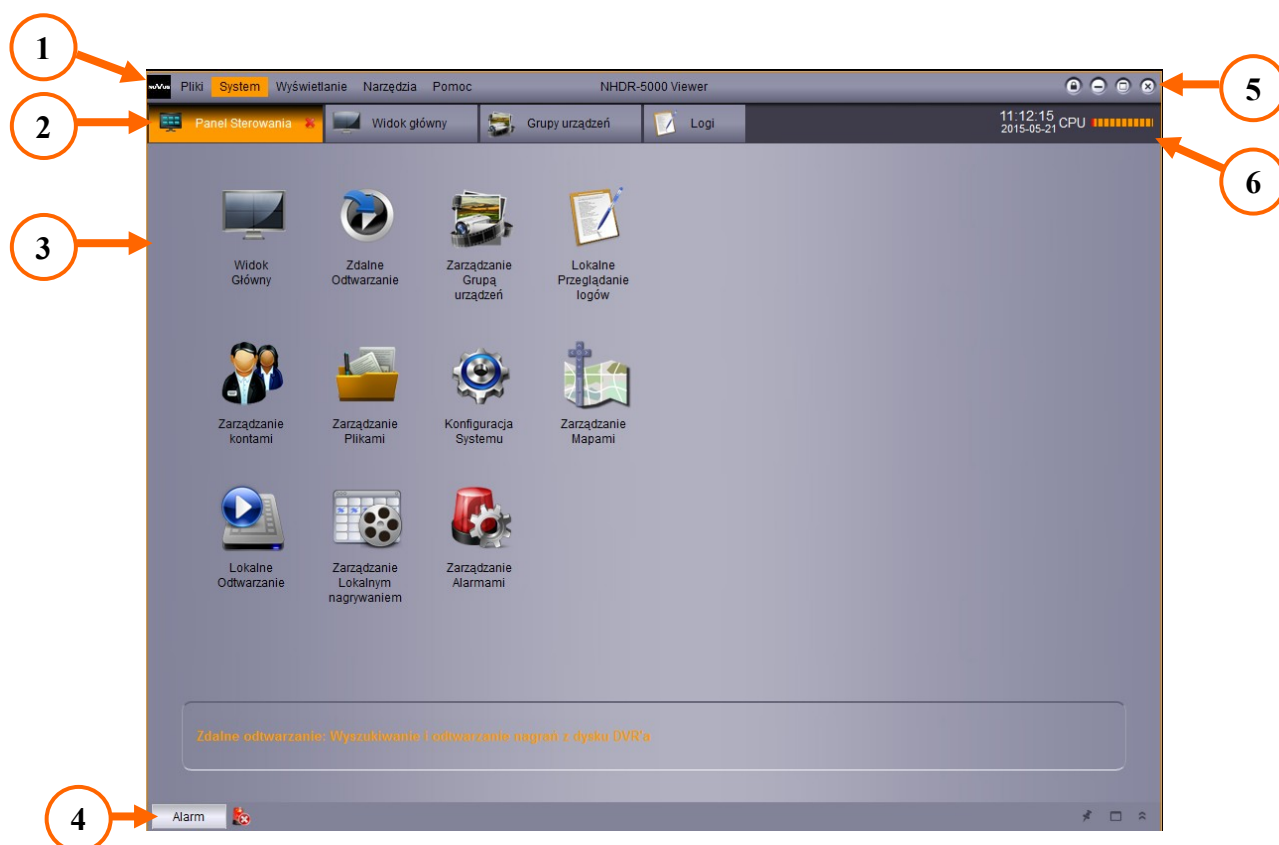 1
2
3
4
5
6
NOVUS Pliki System Wyświetlanie Narzędzia Pomoc NHDR-5000 Viewer
Panel Sterowania Widok główny Grupy urządzeń Logi 11:12:15 CPU
2015-05-21
Widok
Główny
Zdalne
Odtwarzanie
Zarządzanie
Grupą
urządzeń
Lokalne
Przeglądanie
logów
Zarządzanie
kontami
Zarządzanie
Plikami
Konfiguracja
Systemu
Zarządzanie
Mapami
Lokalne
Odtwarzanie
Zarządzanie
Lokalnym
nagrywaniem
Zarządzanie
Alarmami
Zdalne odtwarzanie: Wyszukiwanie i odtwarzanie nagrań z dysku DVR'a
Alarm